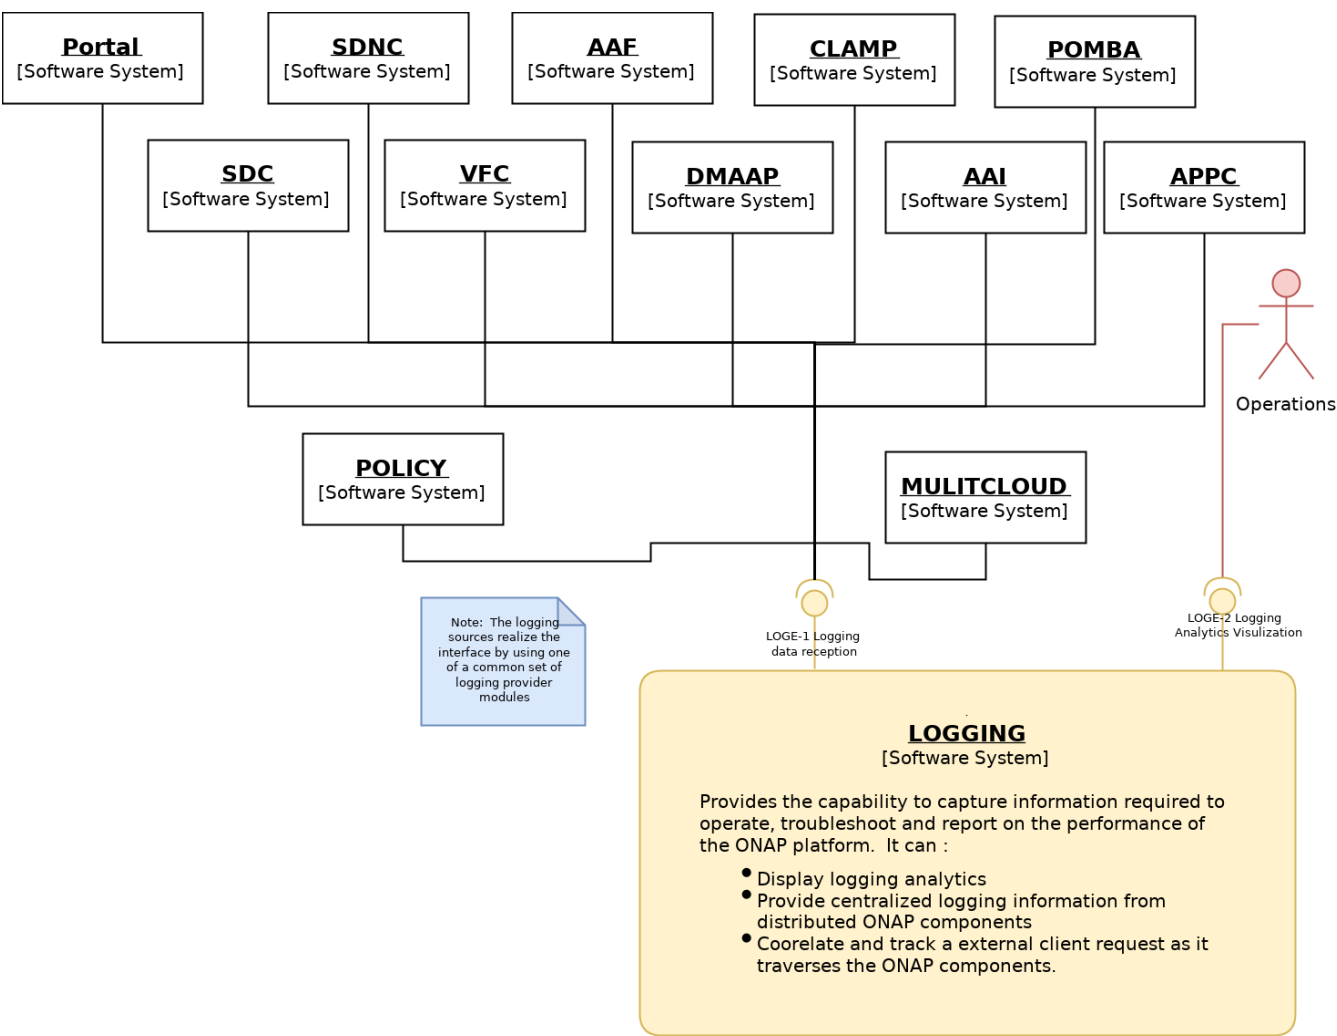 Portal
[Software System]
SDNC
[Software System]
AAF
[Software System]
CLAMP
[Software System]
POMBA
[Software System]
SDC
[Software System]
VFC
[Software System]
DMAAP
[Software System]
AAI
[Software System]
APPC
[Software System]
Operations
POLICY
[Software System]
MULITCLOUD
[Software System]
Note:  The logging
sources realize the
interface by using one
of a common set of
logging provider
modules
LOGE-1 Logging
data reception
LOGE-2 Logging
Analytics Visulization
LOGGING
[Software System]
Provides the capability to capture information required to
operate, troubleshoot and report on the performance of
the ONAP platform.  It can :
• Display logging analytics
• Provide centralized logging information from
distributed ONAP components
• Coorelate and track a external client request as it
traverses the ONAP components.